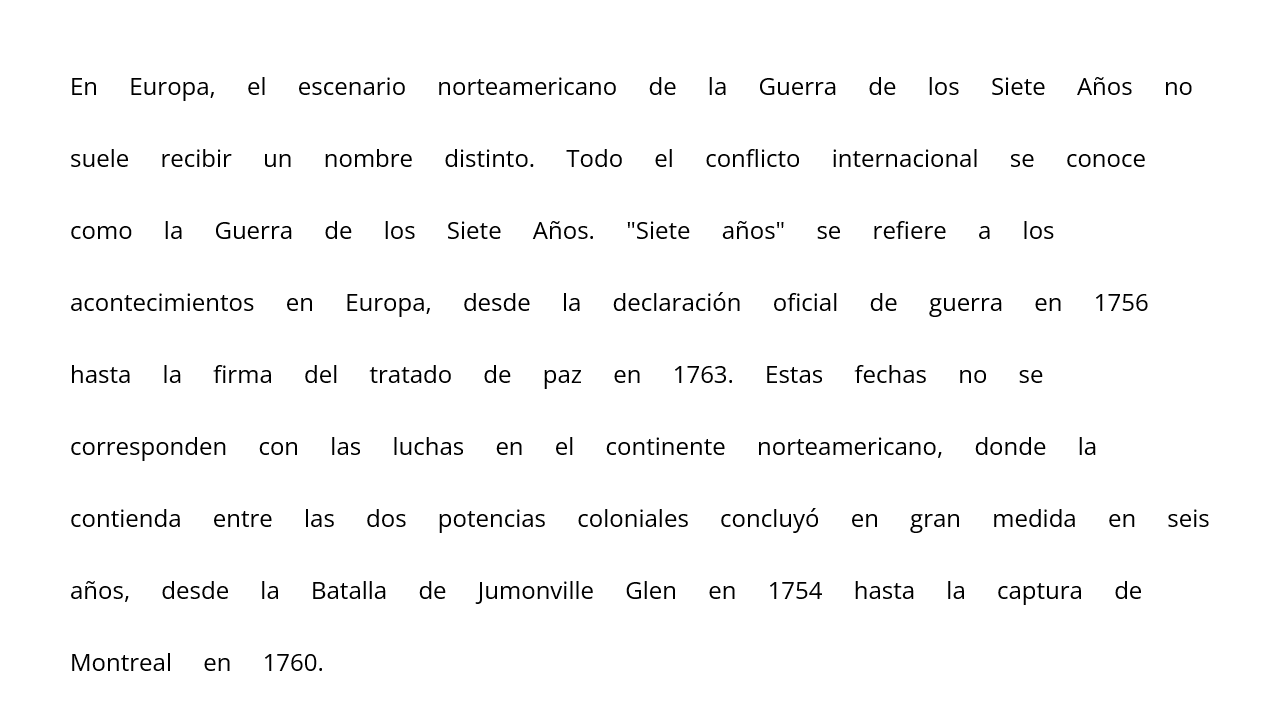 En Europa, el escenario norteamericano de la Guerra de los Siete Años no
suele recibir un nombre distinto. Todo el conflicto internacional se conoce
como la Guerra de los Siete Años. "Siete años" se refiere a los
acontecimientos en Europa, desde la declaración oficial de guerra en 1756
hasta la firma del tratado de paz en 1763. Estas fechas no se
corresponden con las luchas en el continente norteamericano, donde la
contienda entre las dos potencias coloniales concluyó en gran medida en seis
años, desde la Batalla de Jumonville Glen en 1754 hasta la captura de
Montreal en 1760.